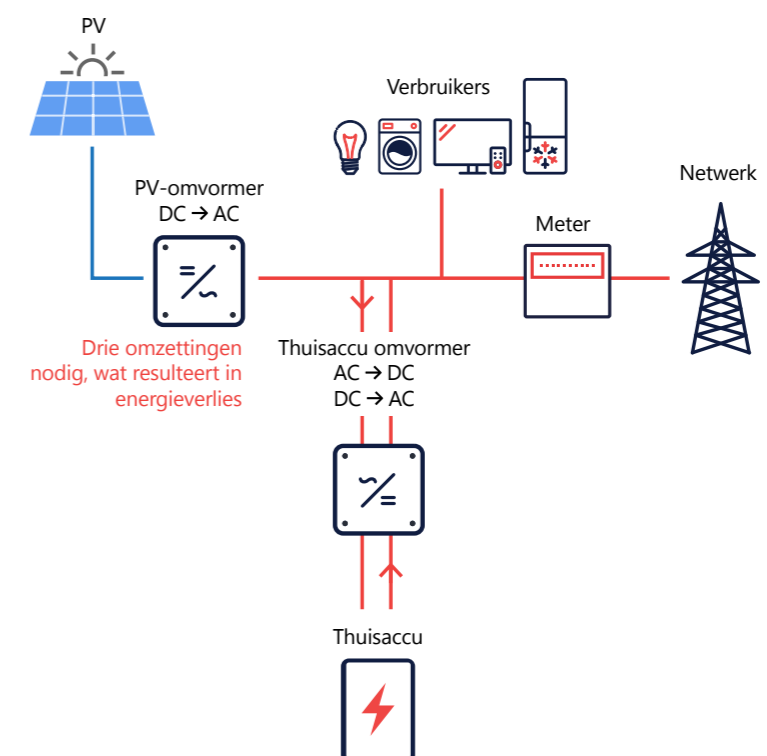 PV
Verbruikers
Netwerk
PV-omvormer
DC → AC
Meter
Drie omzettingen
nodig, wat resulteert in
energieverlies
Thuisaccu omvormer
AC → DC
DC → AC
Thuisaccu